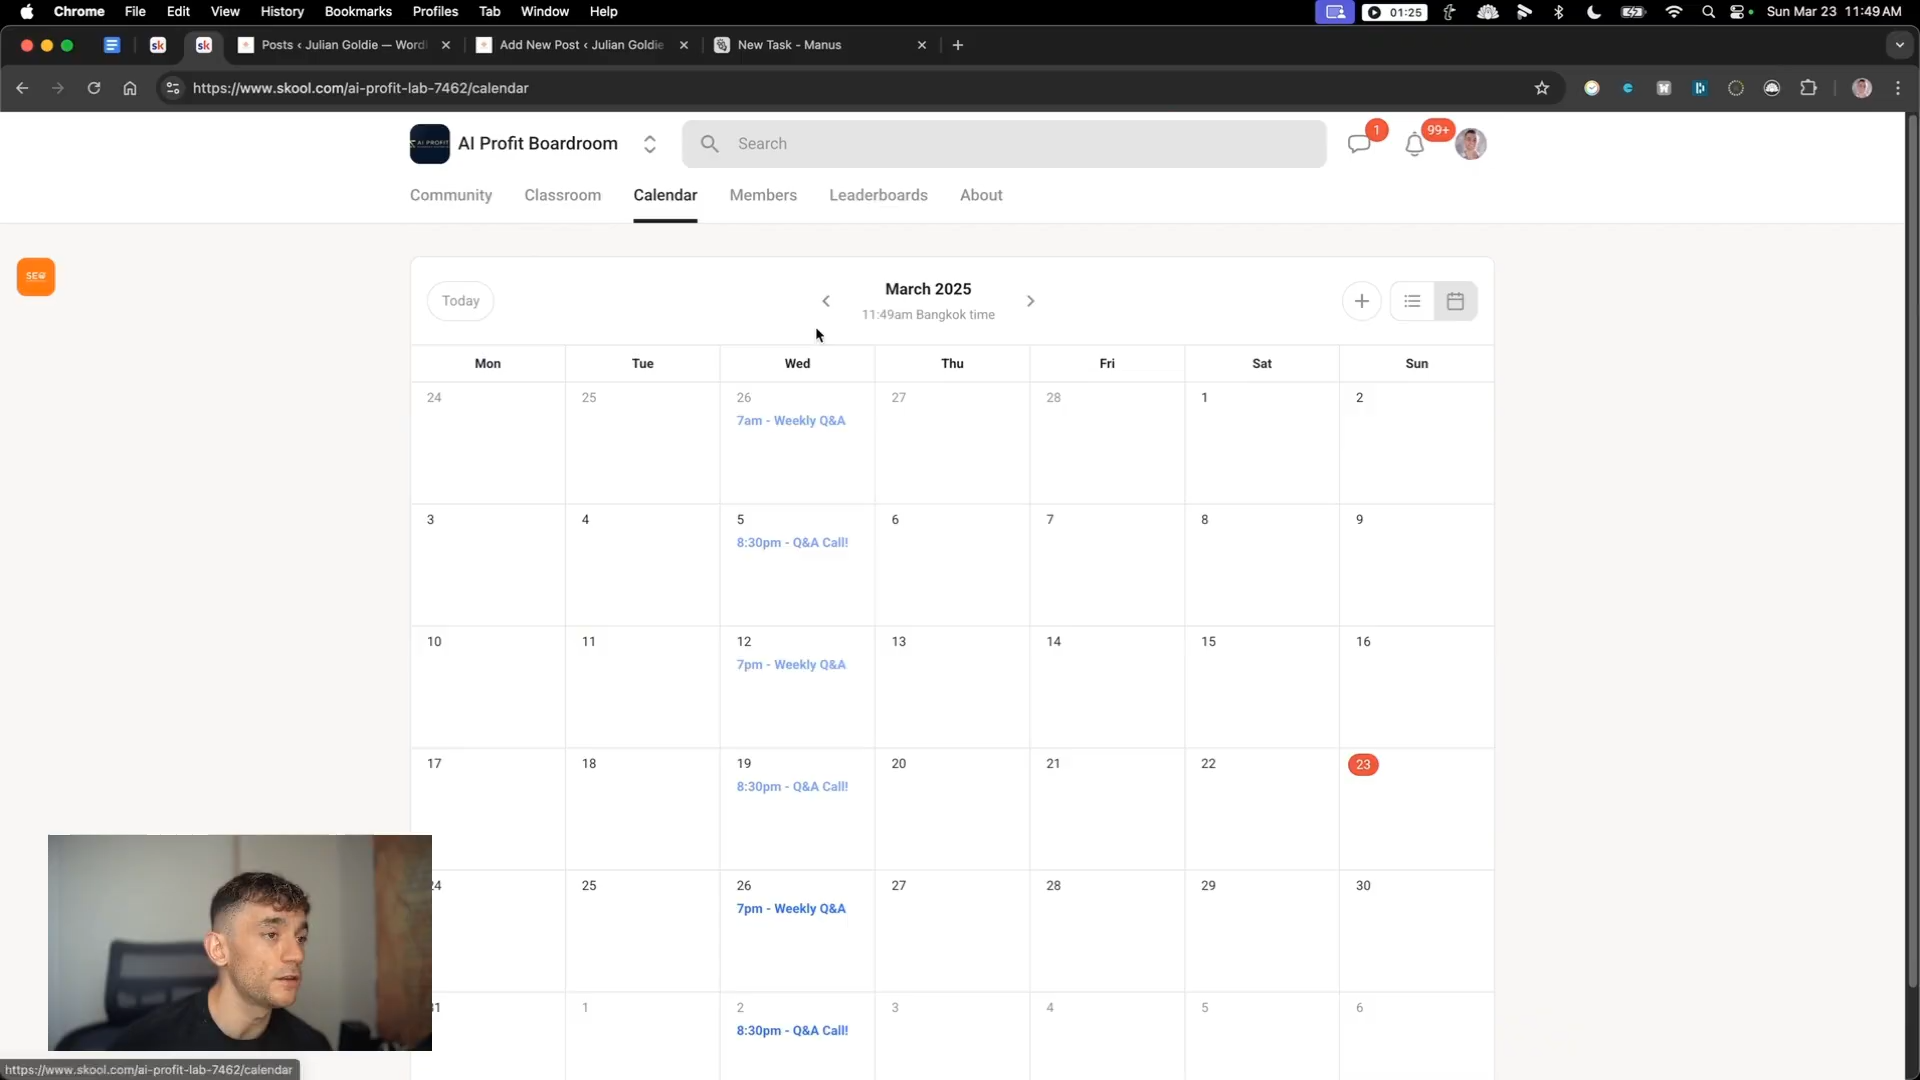 Chrome File Edit View History Bookmarks Profiles Tab Window Help 01:25 Sun Mar 23 11:49 AM
sk sk Posts ‹ Julian Goldie — Word Add New Post ‹ Julian Goldie New Task - Manus
https://www.skool.com/ai-profit-lab-7462/calendar
AI Profit Boardroom Search 1 99+
Community Classroom Calendar Members Leaderboards About
Today March 2025
11:49am Bangkok time
Mon Tue Wed Thu Fri Sat Sun
24 25 26 27 28 1 2
7am - Weekly Q&A
3 4 5 6 7 8 9
8:30pm - Q&A Call!
10 11 12 13 14 15 16
7pm - Weekly Q&A
17 18 19 20 21 22 23
8:30pm - Q&A Call!
24 25 26 27 28 29 30
7pm - Weekly Q&A
31 1 2 3 4 5 6
8:30pm - Q&A Call!
https://www.skool.com/ai-profit-lab-7462/calendar